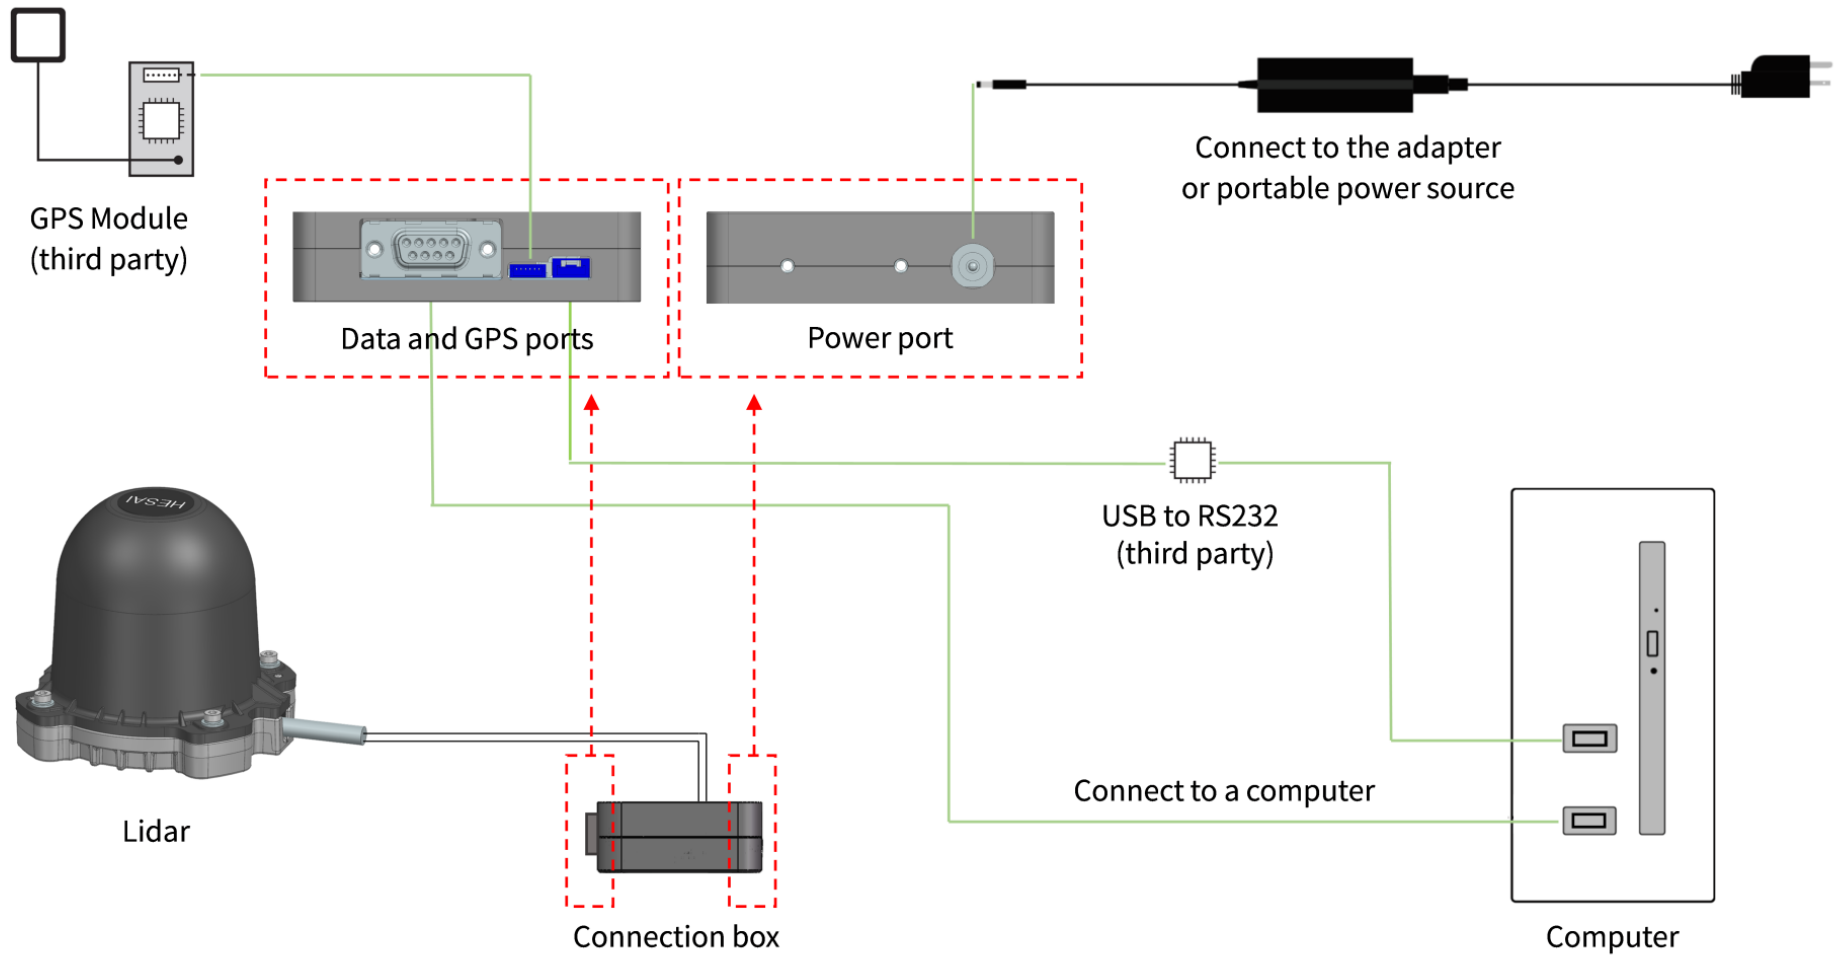 Connect to the adapter
or portable power source
GPS Module
(third party)
Data and GPS ports
Power port
HESAI
USB to RS232
(third party)
Connect to a computer
Lidar
Connection box
Computer